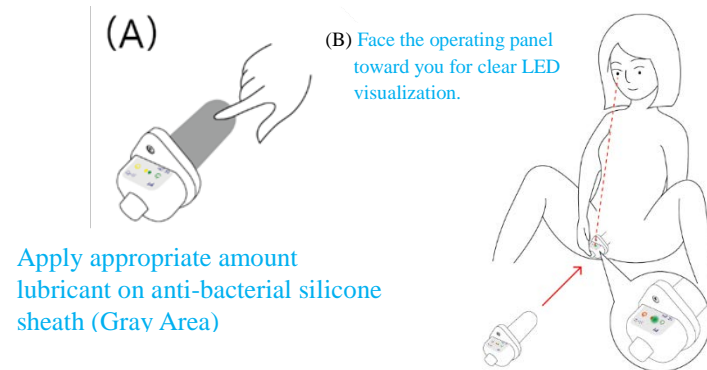 (A)
(B) Face the operating panel
toward you for clear LED
visualization.
Apply appropriate amount
lubricant on anti-bacterial silicone
sheath (Gray Area)